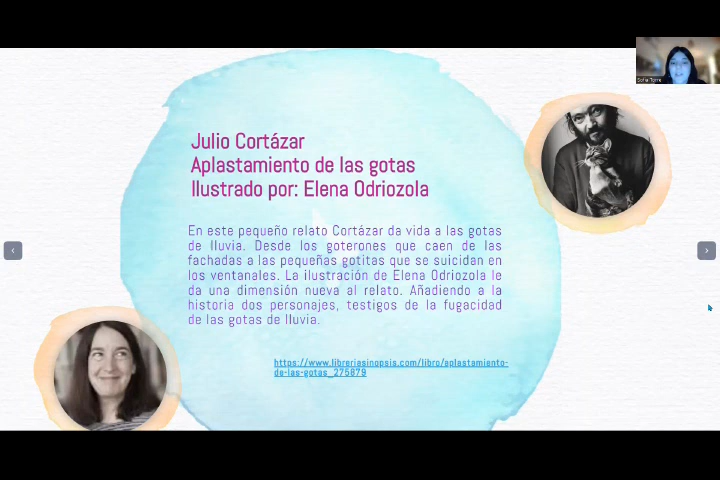 Sofia Torre
Julio Cortázar
Aplastamiento de las gotas
Ilustrado por: Elena Odriozola
En este pequeño relato Cortázar da vida a las gotas
de lluvia. Desde los goterones que caen de las
fachadas a las pequeñas gotitas que se suicidan en
los ventanales. La ilustración de Elena Odriozola le
da una dimensión nueva al relato. Añadiendo a la
historia dos personajes, testigos de la fugacidad
de las gotas de lluvia.
https://www.libreriasinopsis.com/libro/aplastamiento-
de-las-gotas_275879